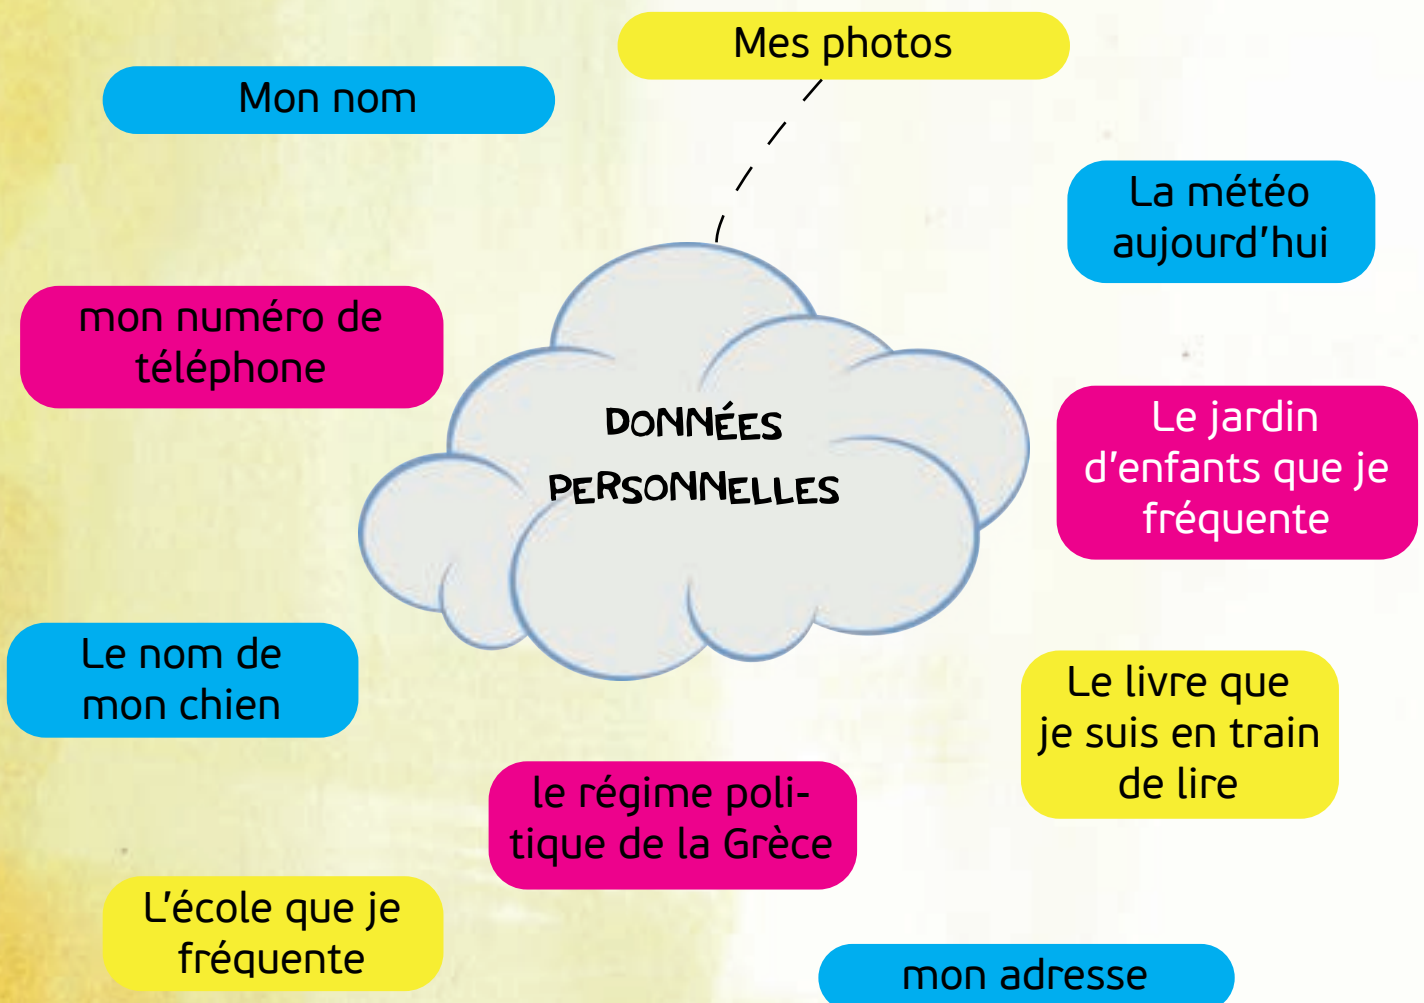 Mes photos
Mon nom
La météo
aujourd'hui
mon numéro de
téléphone
DONNÉES
PERSONNELLES
Le jardin
d'enfants que je
fréquente
Le nom de
mon chien
Le livre que
je suis en train
de lire
le régime poli-
tique de la Grèce
L'école que je
fréquente
mon adresse